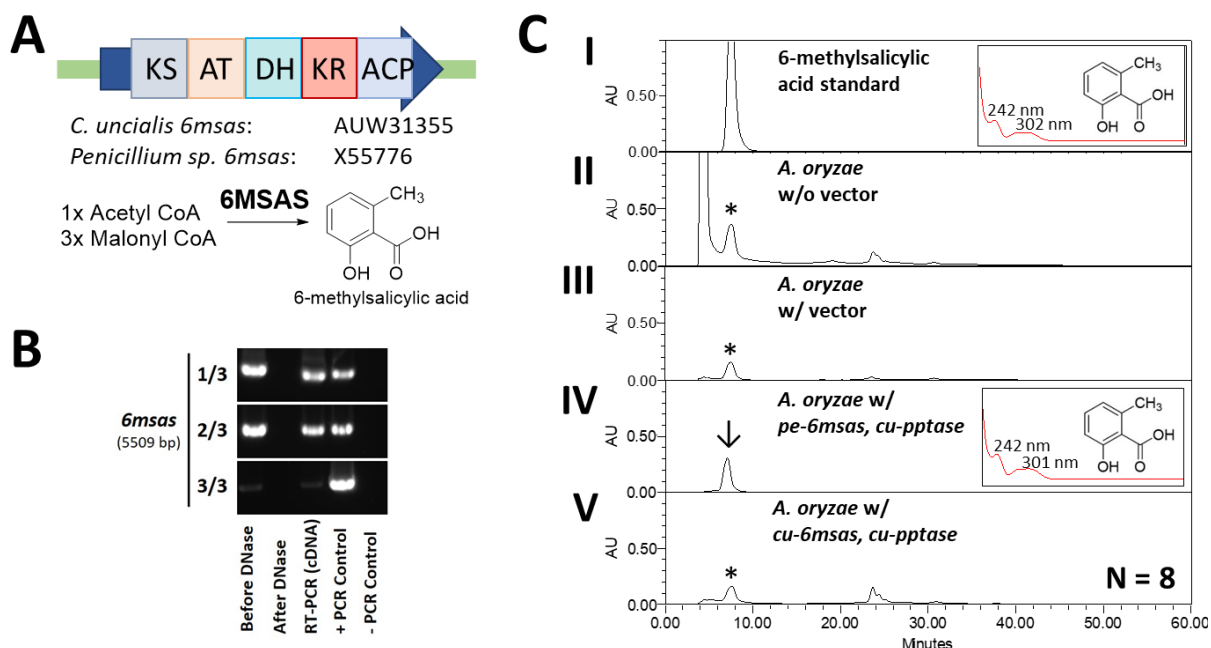 A
KS AT DH KR ACP
C. uncialis 6msas: AUW31355
Penicillium sp. 6msas: X55776
1x Acetyl CoA
3x Malonyl CoA
6MSAS
CH3
OH
OH
O
6-methylsalicylic acid
B
6msas
(5509 bp)
1/3
2/3
3/3
Before DNase
After DNase
RT-PCR (cDNA)
+ PCR Control
- PCR Control
C
I
AU
0.50
0.00
6-methylsalicylic
acid standard
242 nm
302 nm
CH3
OH
OH
O
II
AU
0.50
0.00
A. oryzae
w/o vector
*
III
AU
0.50
0.00
A. oryzae
w/ vector
*
IV
AU
0.50
0.00
A. oryzae w/
pe-6msas, cu-pptase
242 nm
301 nm
CH3
OH
OH
O
V
AU
0.50
0.00
A. oryzae w/
cu-6msas, cu-pptase
*
N = 8
0.00 10.00 20.00 30.00 40.00 50.00 60.00
Minutes